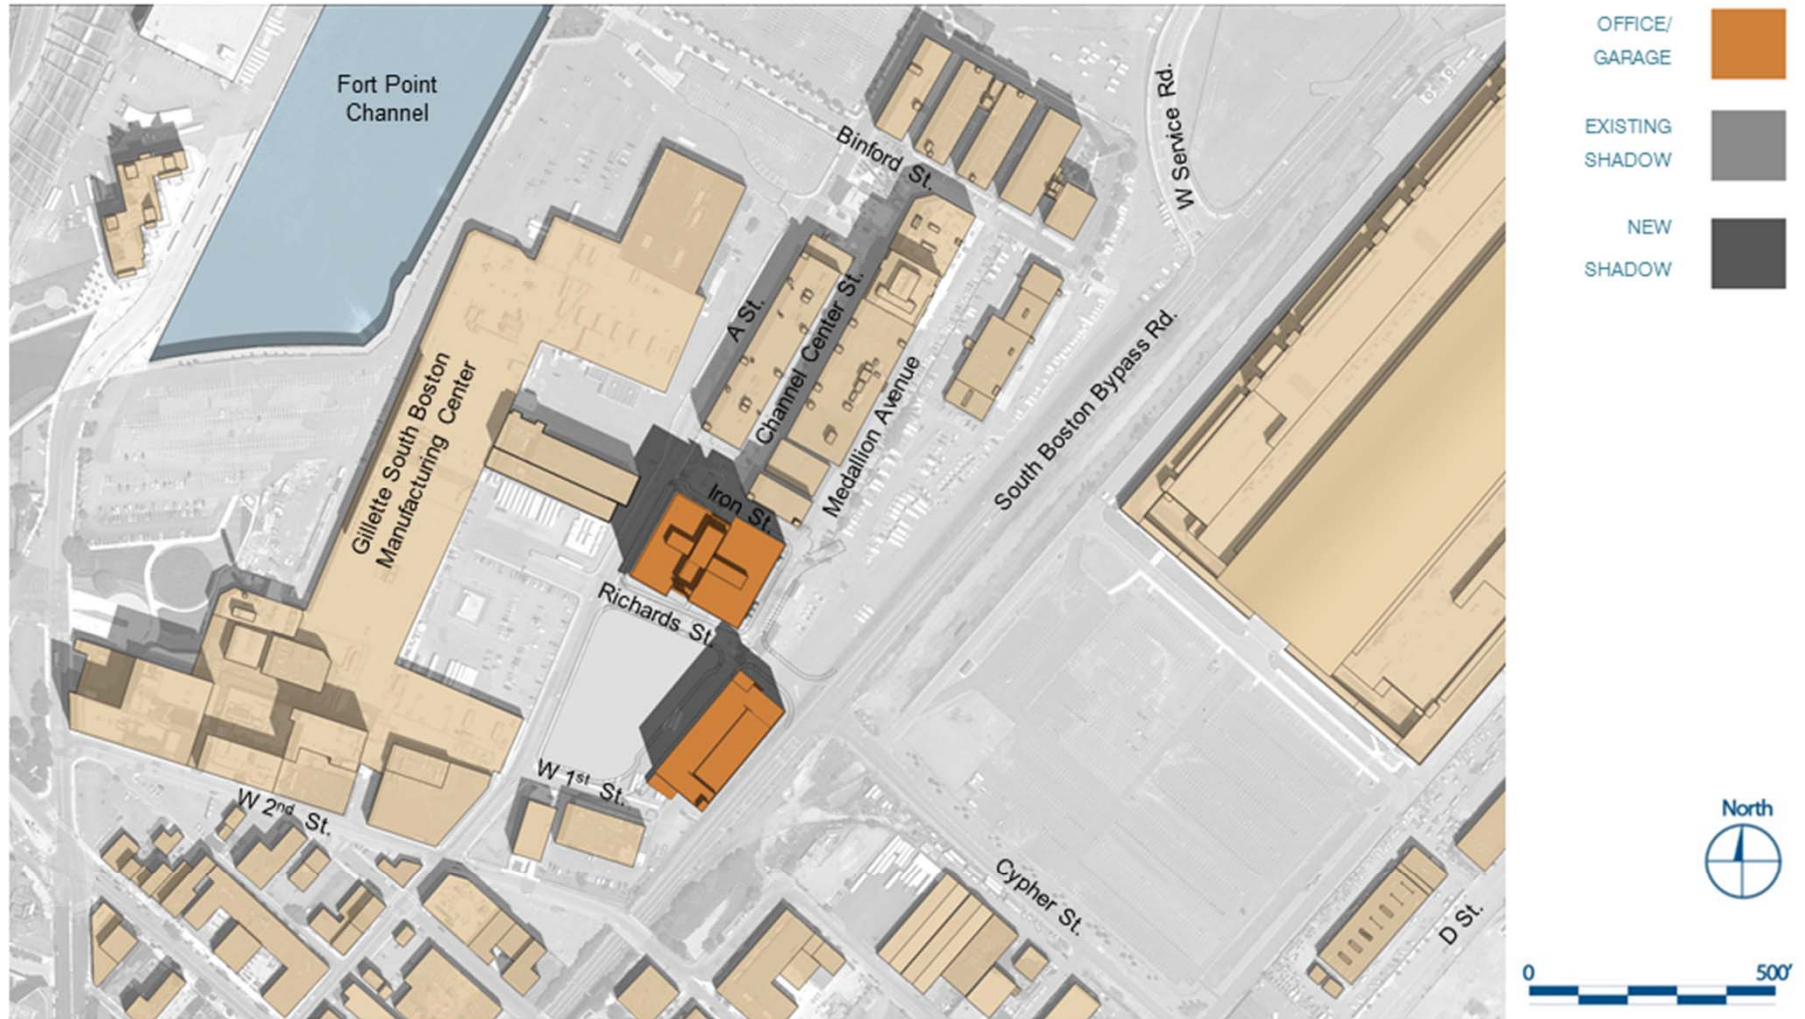 Fort Point
Channel
Binford St.
W Service Rd.
A St.
Channel Center St.
Medallion Avenue
South Boston Bypass Rd.
Gillette South Boston
Manufacturing Center
Iron St.
Richards St.
W 1st St.
W 2nd St.
Cypher St.
D St.
OFFICE/
GARAGE
EXISTING
SHADOW
NEW
SHADOW
North
0 500'